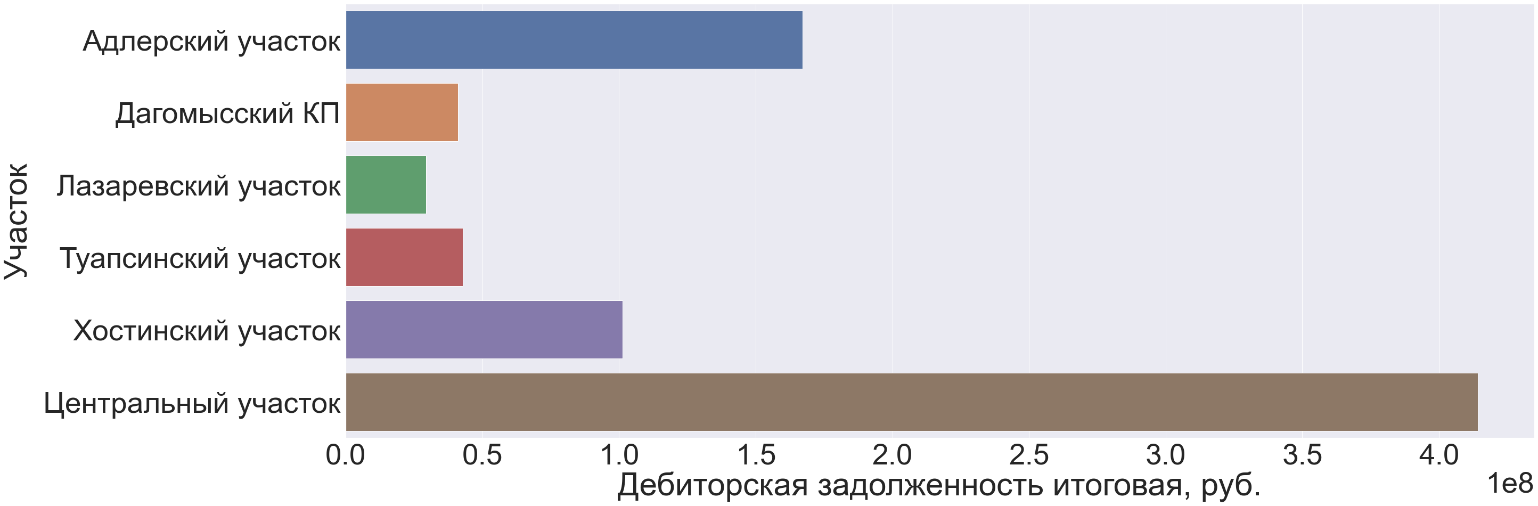 Участок
Адлерский участок
Дагомысский КП
Лазаревский участок
Туапсинский участок
Хостинский участок
Центральный участок
0.0 0.5 1.0 1.5 2.0 2.5 3.0 3.5 4.0
Дебиторская задолженность итоговая, руб.
1e8